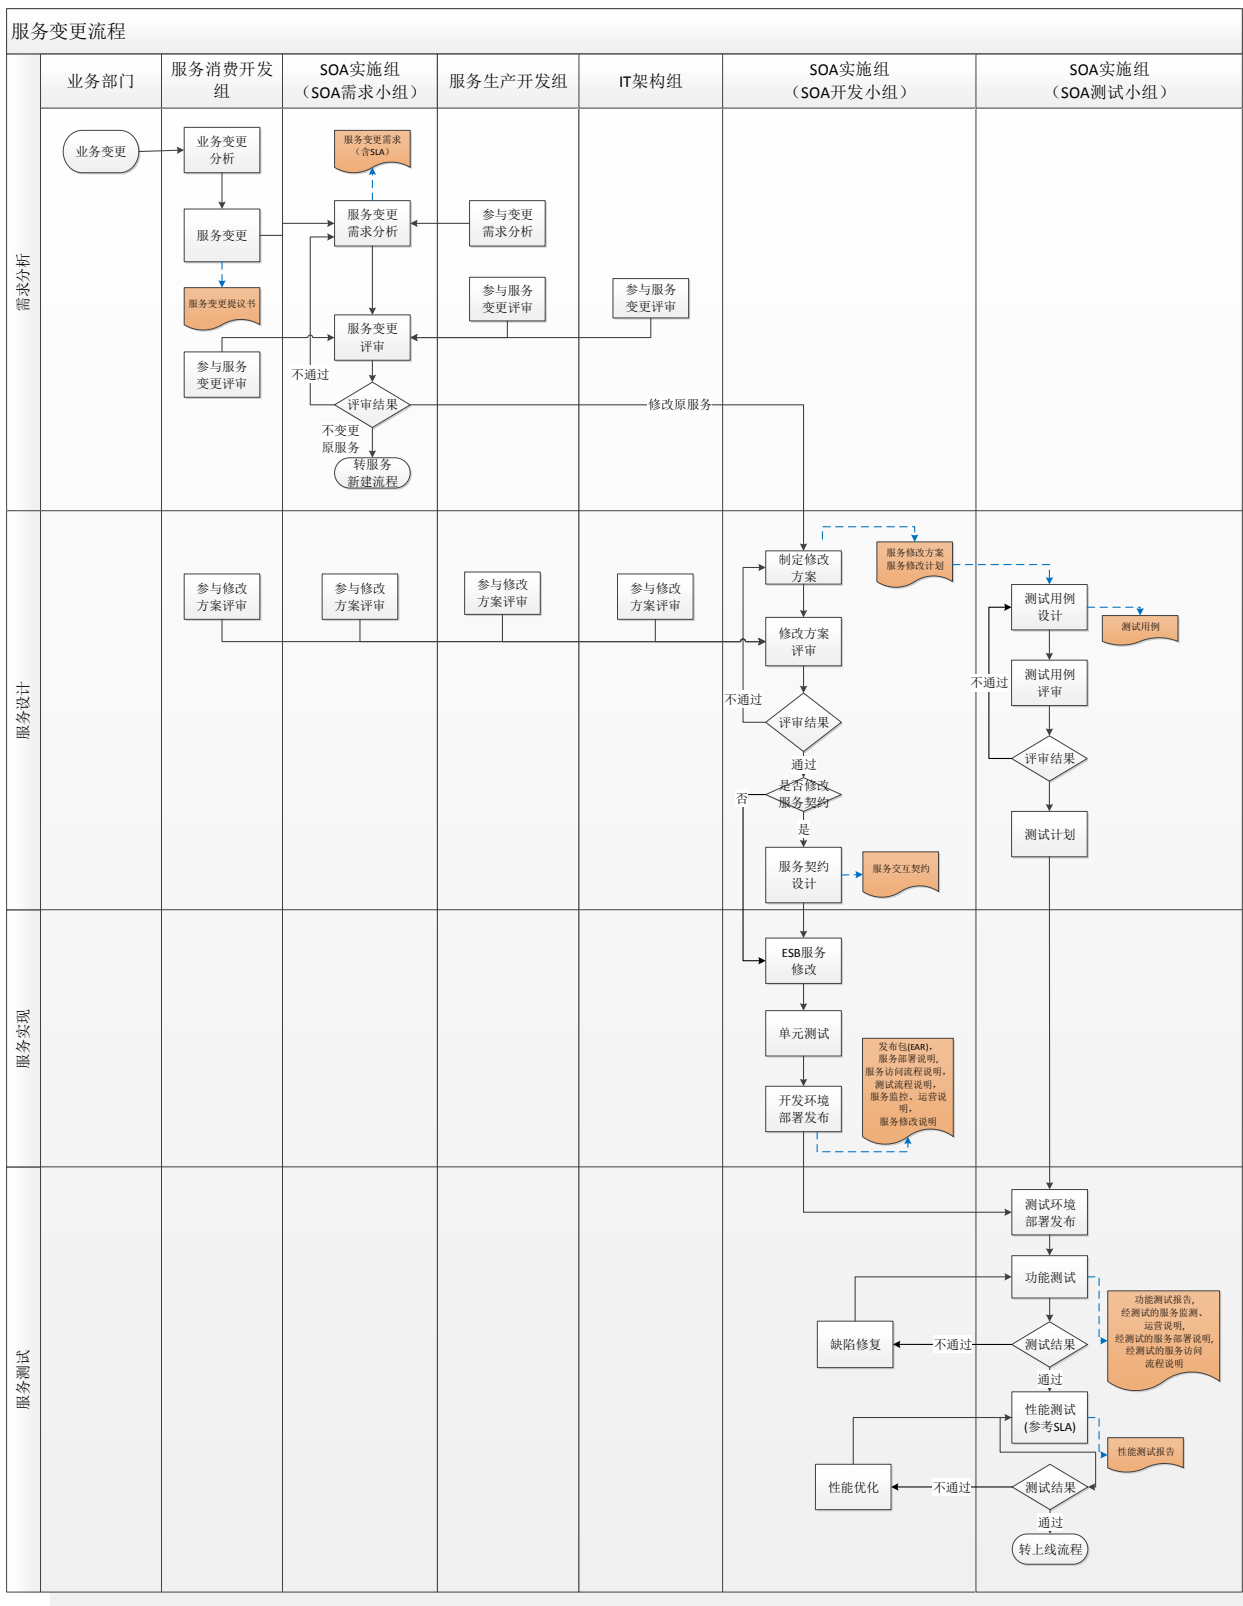 服务变更流程
业务部门
服务消费开发
组
SOA实施组
（SOA需求小组）
服务生产开发组
IT架构组
SOA实施组
（SOA开发小组）
SOA实施组
（SOA测试小组）
需求分析
业务变更
业务变更
分析
服务变更需求
（含SLA）
服务变更
服务变更
需求分析
参与变更
需求分析
服务变更提议书
参与服务
变更评审
参与服务
变更评审
服务变更
评审
参与服务
变更评审
不通过
评审结果
修改原服务
不变更
原服务
转服务
新建流程
服务设计
制定修改
方案
服务修改方案
服务修改计划
参与修改
方案评审
参与修改
方案评审
参与修改
方案评审
参与修改
方案评审
测试用例
设计
测试用例
修改方案
评审
测试用例
评审
不通过
不通过
评审结果
评审结果
通过
是否修改
服务契约
否
是
测试计划
服务契约
设计
服务交互契约
服务实现
ESB服务
修改
单元测试
发布包(EAR)，
服务部署说明,
服务访问流程说明，
测试流程说明，
服务监控、运营说
明，
服务修改说明
开发环境
部署发布
服务测试
测试环境
部署发布
功能测试
功能测试报告,
经测试的服务监测、
运营说明,
经测试的服务部署说明,
经测试的服务访问
流程说明
缺陷修复
不通过
测试结果
通过
性能测试
(参考SLA)
性能测试报告
性能优化
不通过
测试结果
通过
转上线流程